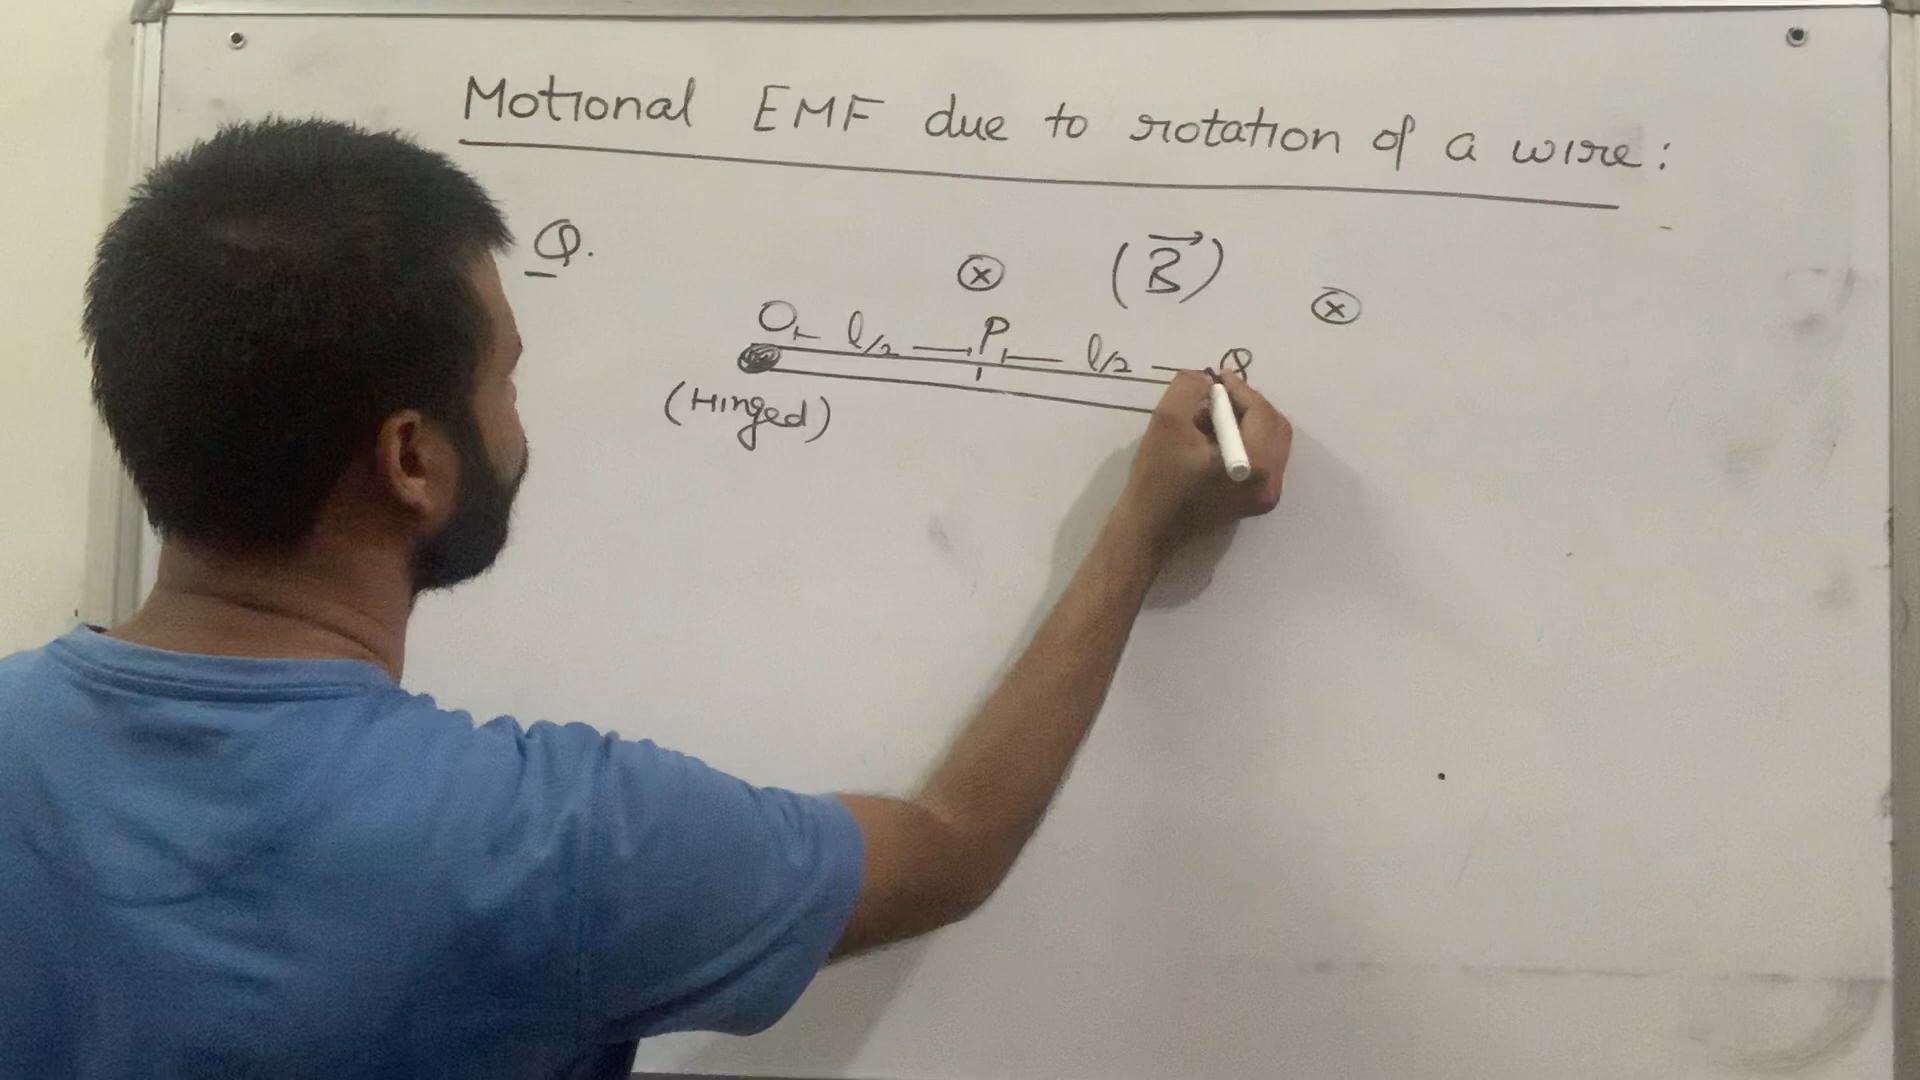 Motional EMF due to rotation of a wire:
Q.
⊗ (B⃗) ⊗
O l/2 P l/2 Q
(Hinged)